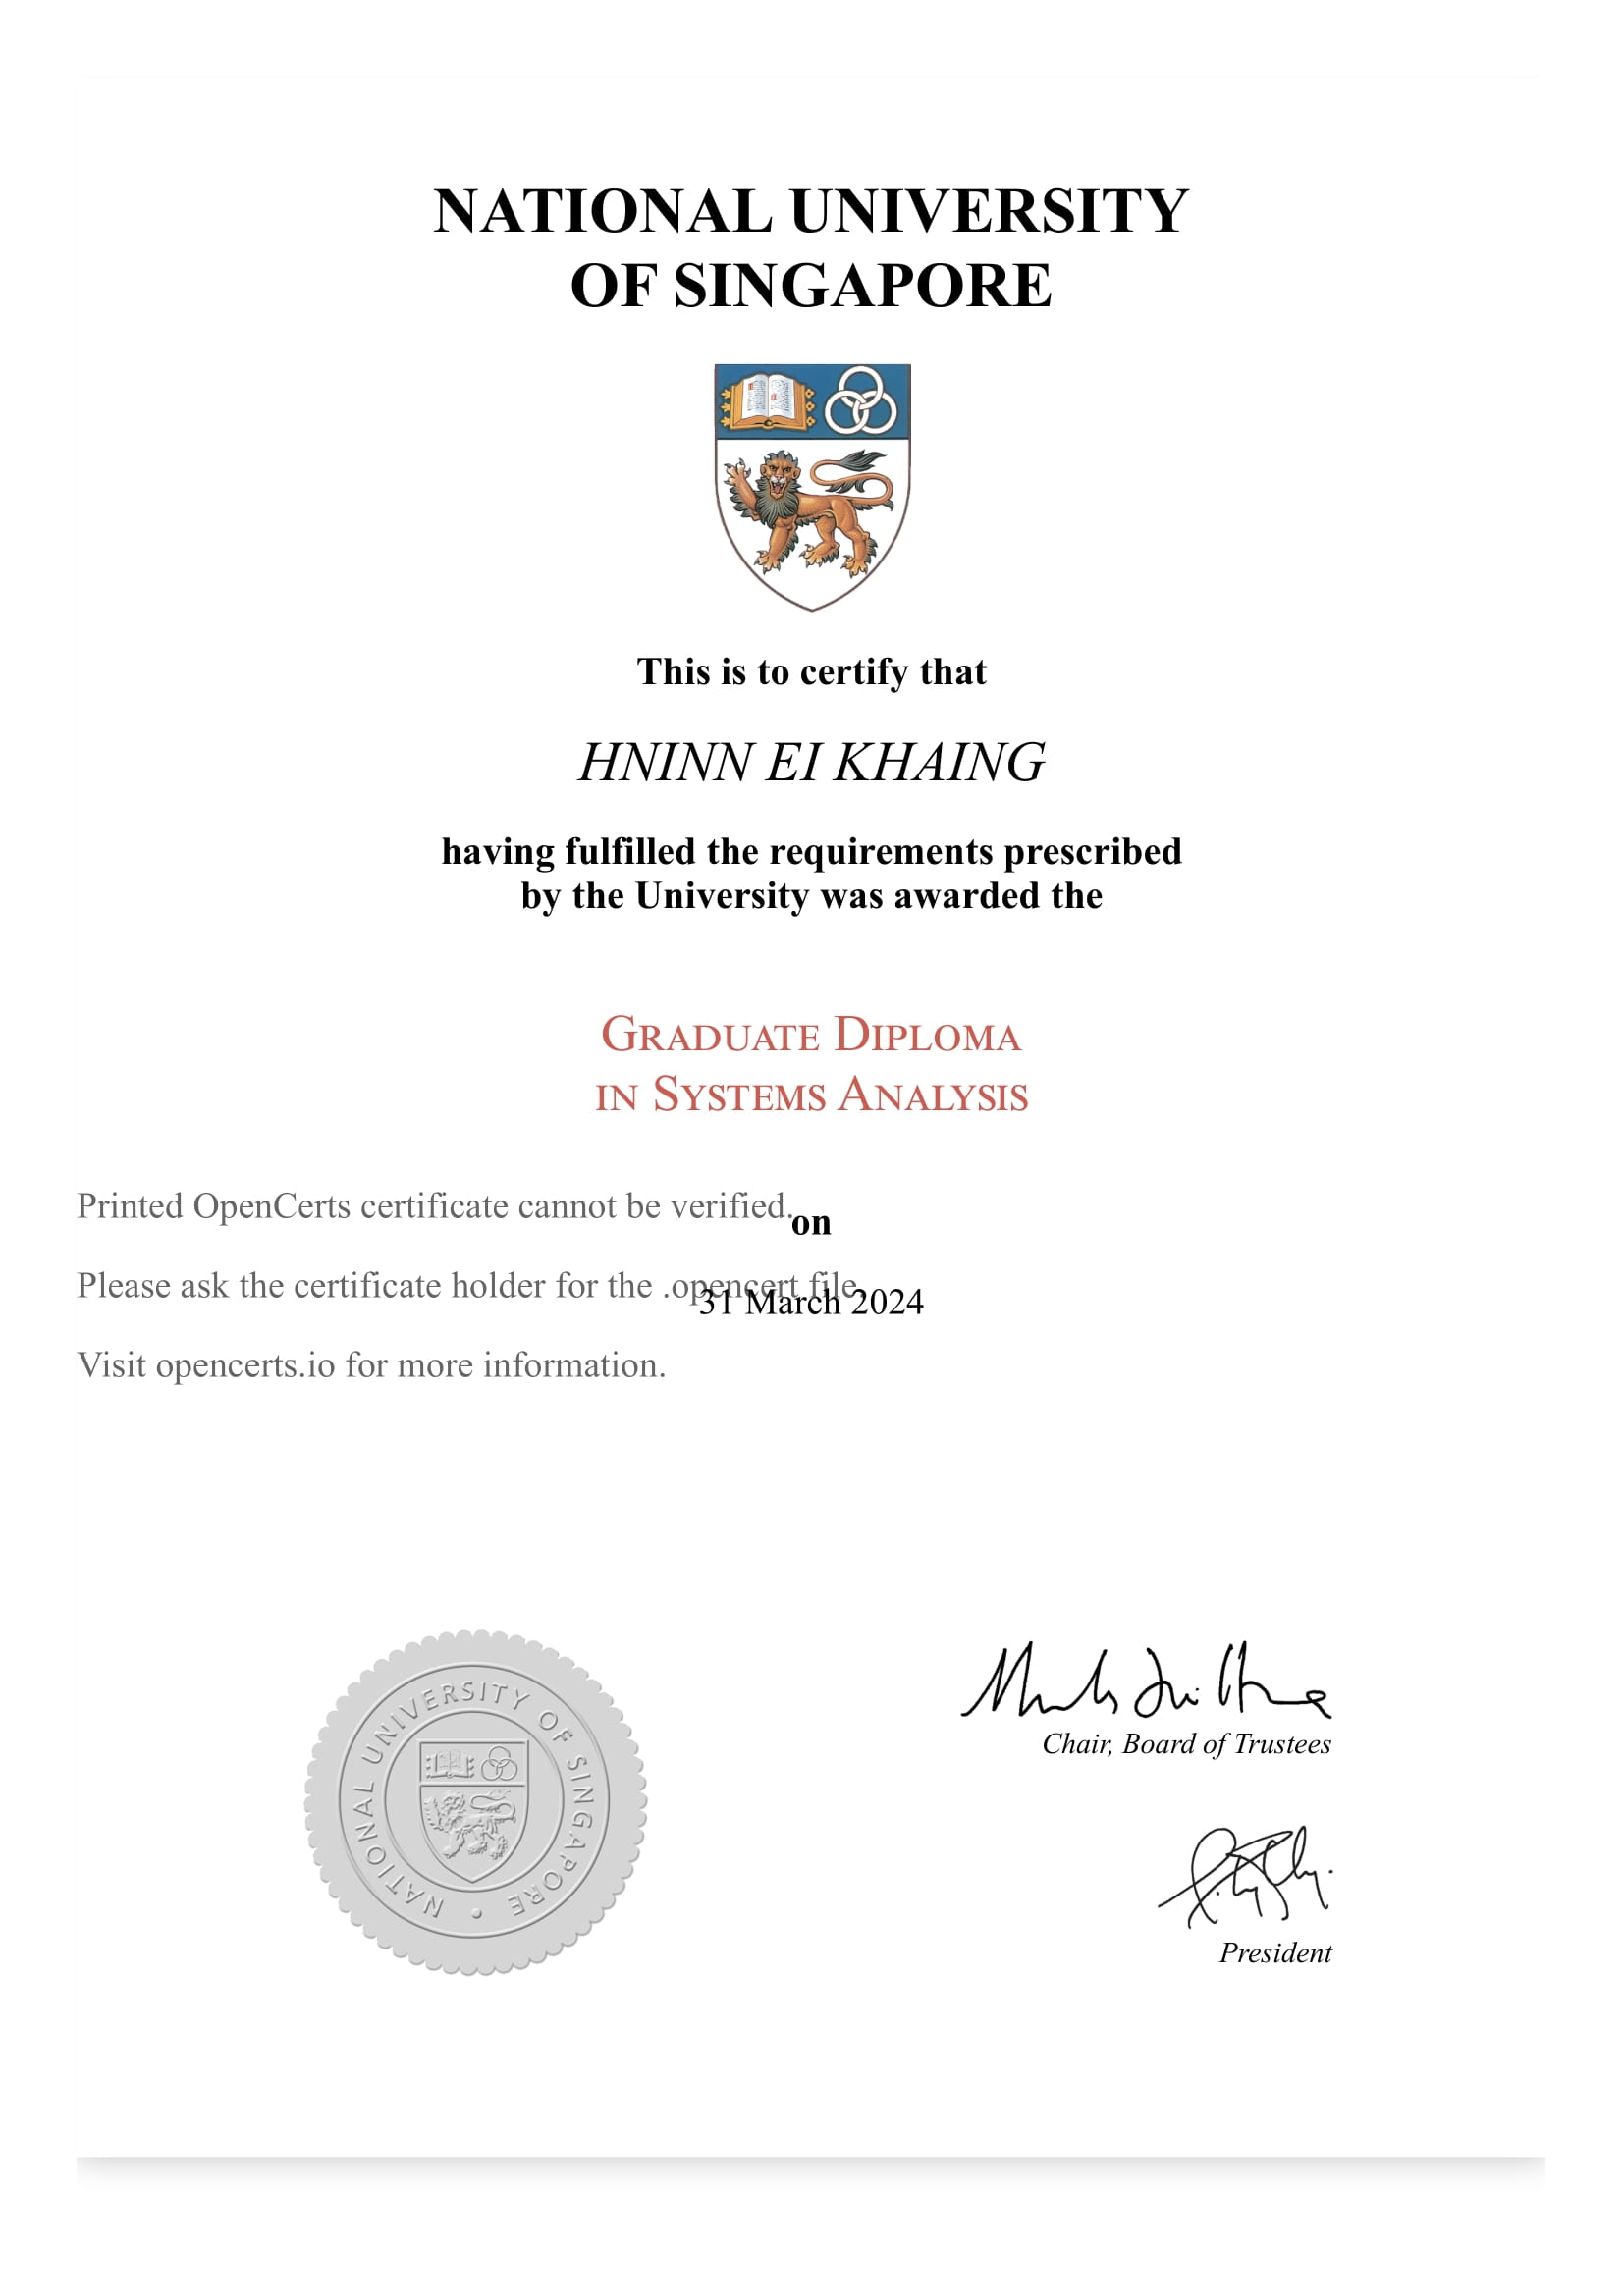 NATIONAL UNIVERSITY
OF SINGAPORE
This is to certify that
HNINN EI KHAING
having fulfilled the requirements prescribed
by the University was awarded the
GRADUATE DIPLOMA
IN SYSTEMS ANALYSIS
Printed OpenCerts certificate cannot be verified.
on
Please ask the certificate holder for the .opencert file.
31 March 2024
Visit opencerts.io for more information.
NATIONAL UNIVERSITY OF SINGAPORE
Chair, Board of Trustees
President